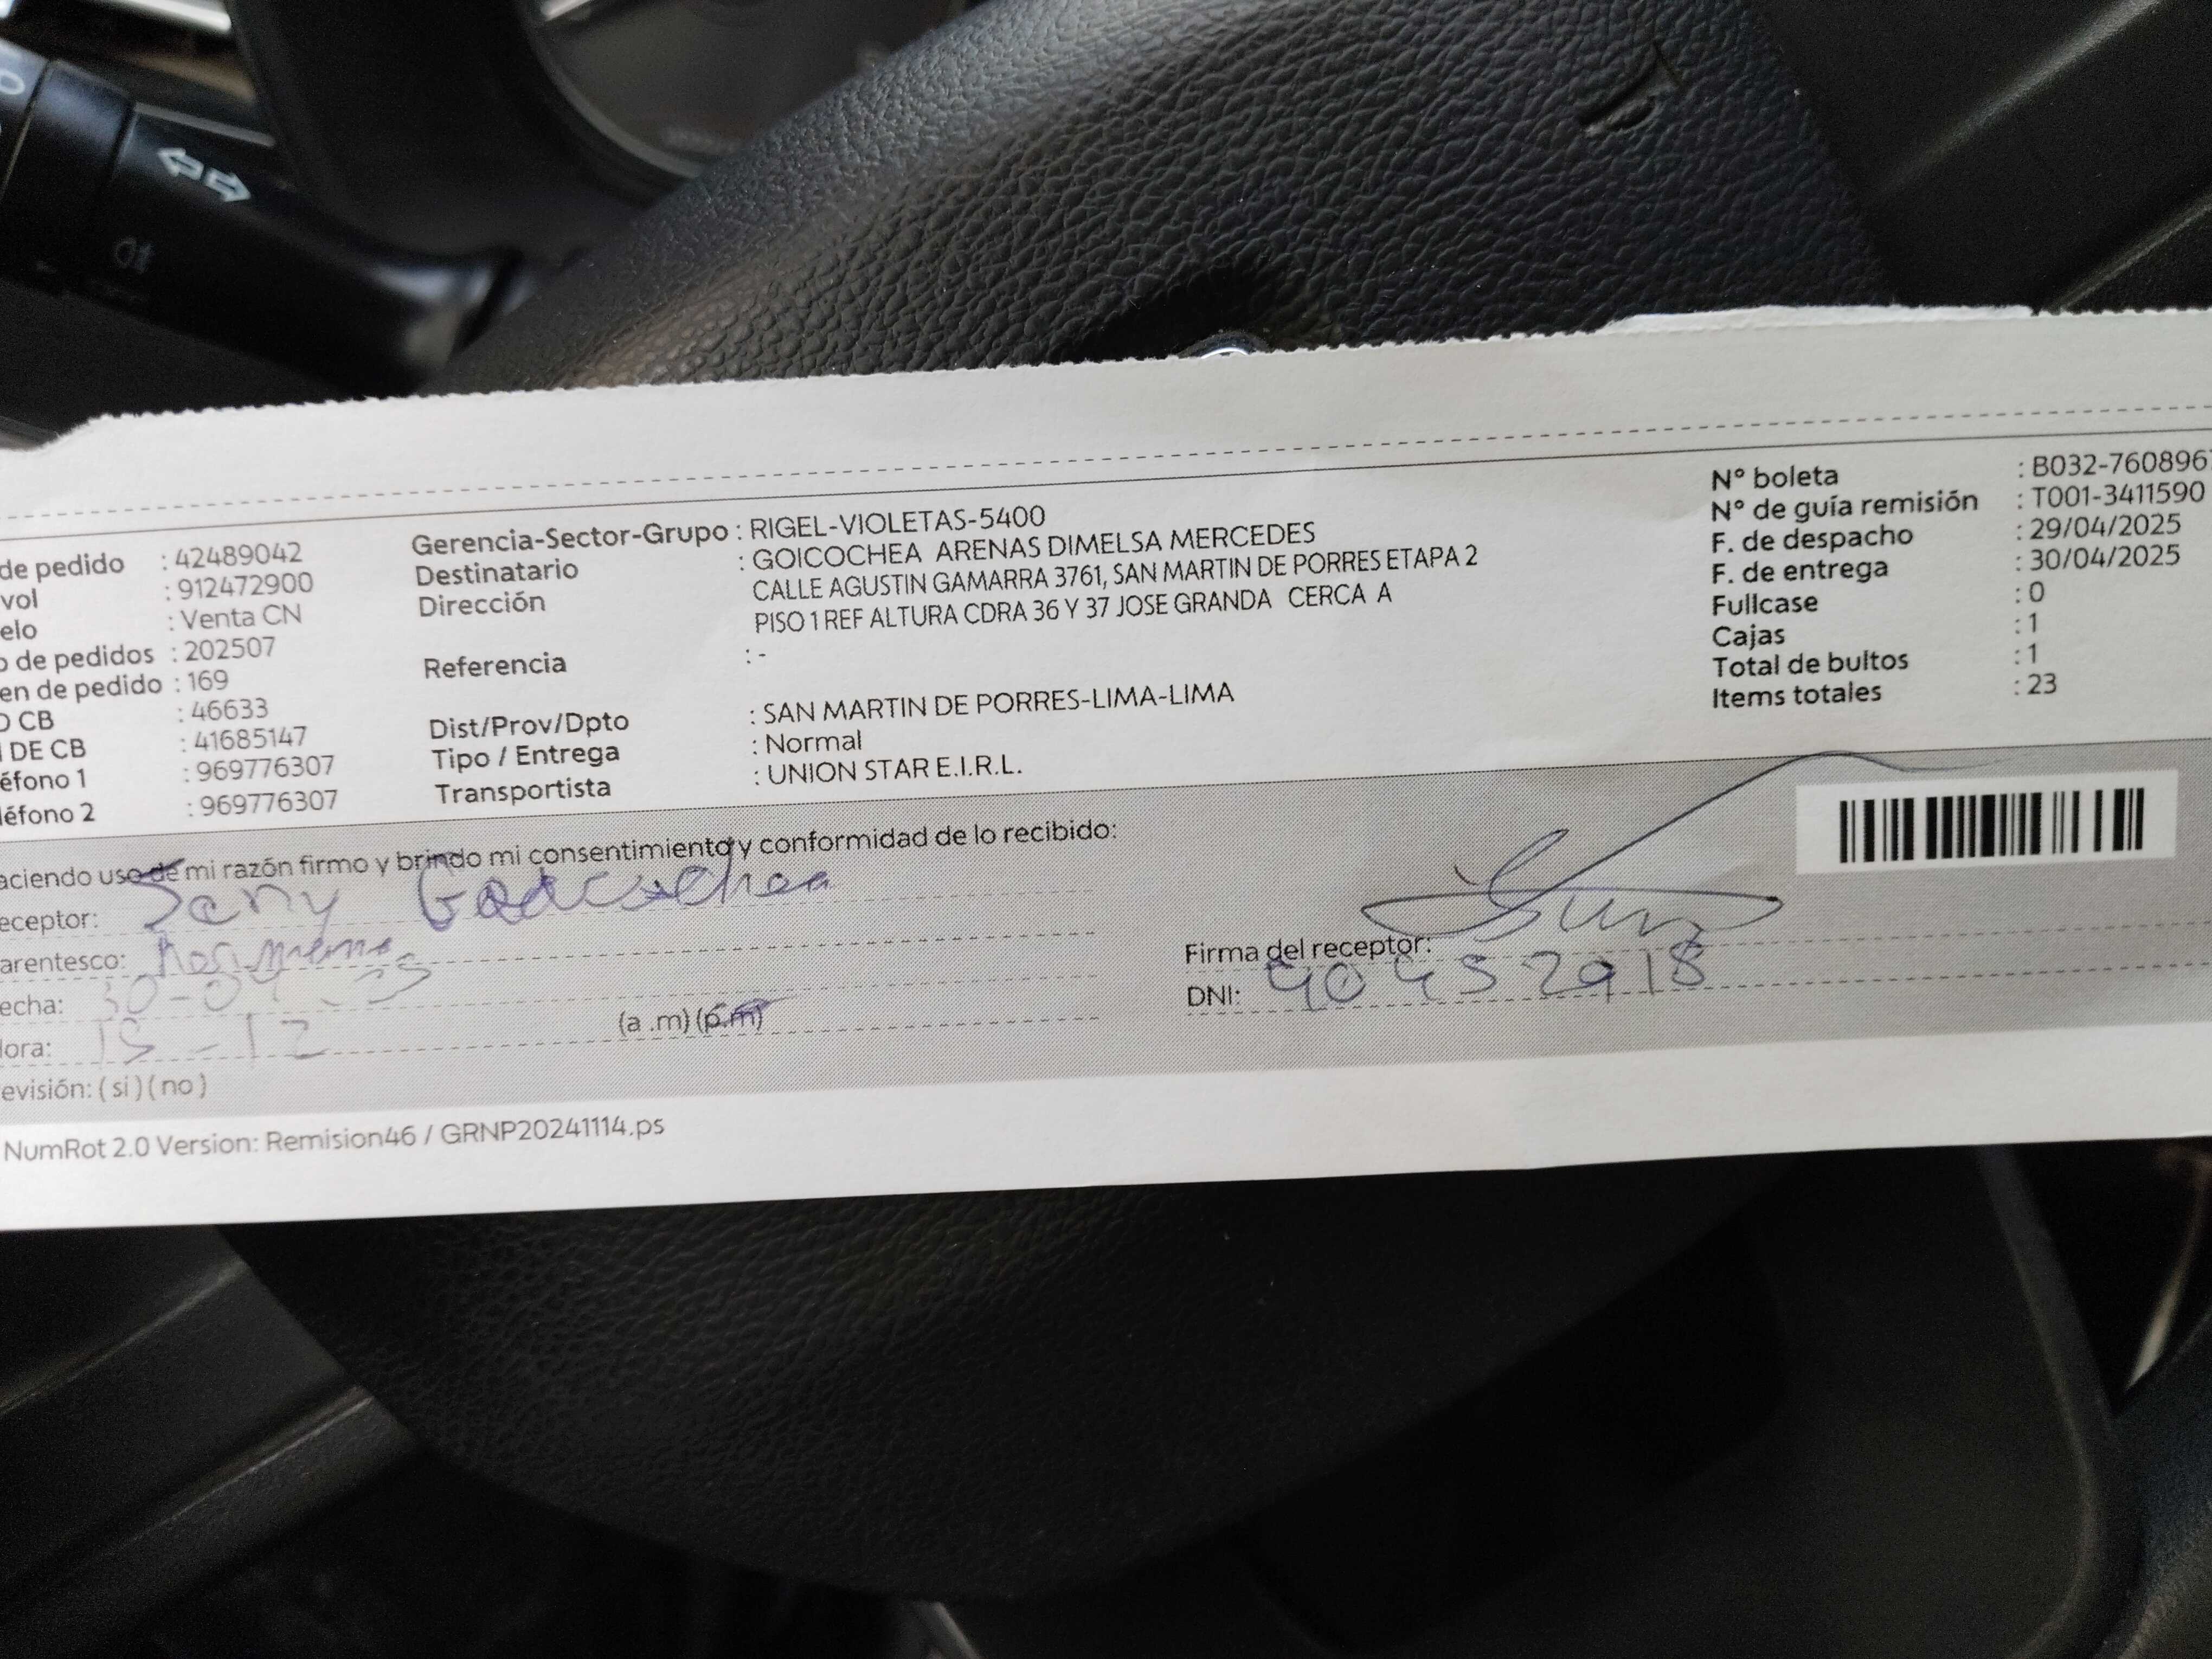 de pedido : 42489042
vol : 912472900
elo : Venta CN
o de pedidos : 202507
en de pedido : 169
O CB : 46633
I DE CB : 41685147
éfono 1 : 969776307
léfono 2 : 969776307
Gerencia-Sector-Grupo : RIGEL-VIOLETAS-5400
Destinatario : GOICOCHEA ARENAS DIMELSA MERCEDES
Dirección CALLE AGUSTIN GAMARRA 3761, SAN MARTIN DE PORRES ETAPA 2
PISO 1 REF ALTURA CDRA 36 Y 37 JOSE GRANDA CERCA A
Referencia : -
Dist/Prov/Dpto : SAN MARTIN DE PORRES-LIMA-LIMA
Tipo / Entrega : Normal
Transportista : UNION STAR E.I.R.L.
N° boleta : B032-7608967
N° de guía remisión : T001-3411590
F. de despacho : 29/04/2025
F. de entrega : 30/04/2025
Fullcase : 0
Cajas : 1
Total de bultos : 1
Items totales : 23
aciendo uso de mi razón firmo y brindo mi consentimiento y conformidad de lo recibido:
eceptor:
arentesco:
echa: 30-04
lora: 15-12 (a .m) (p.m)
evisión: ( si ) ( no )
Firma del receptor:
DNI: 40452918
NumRot 2.0 Version: Remision46 / GRNP20241114.ps